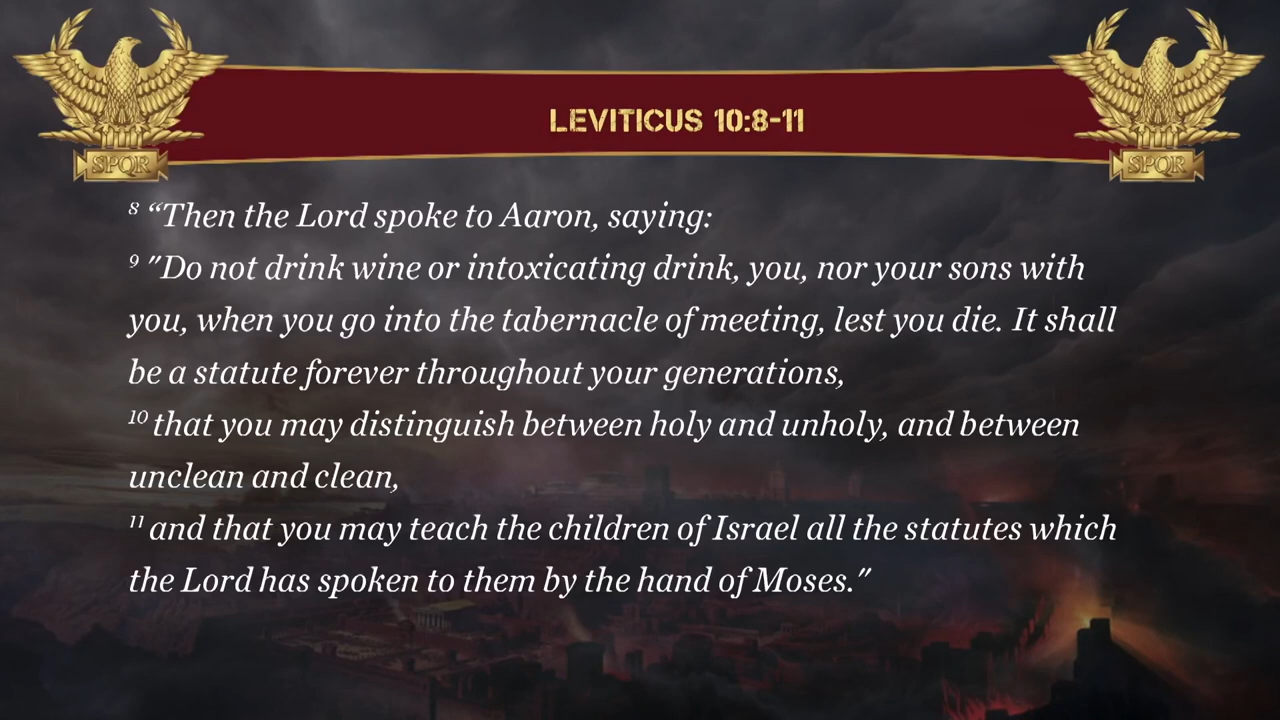 LEVITICUS 10:8-11
SPQR
SPQR
⁸ “Then the Lord spoke to Aaron, saying:
⁹ "Do not drink wine or intoxicating drink, you, nor your sons with
you, when you go into the tabernacle of meeting, lest you die. It shall
be a statute forever throughout your generations,
¹⁰ that you may distinguish between holy and unholy, and between
unclean and clean,
¹¹ and that you may teach the children of Israel all the statutes which
the Lord has spoken to them by the hand of Moses."